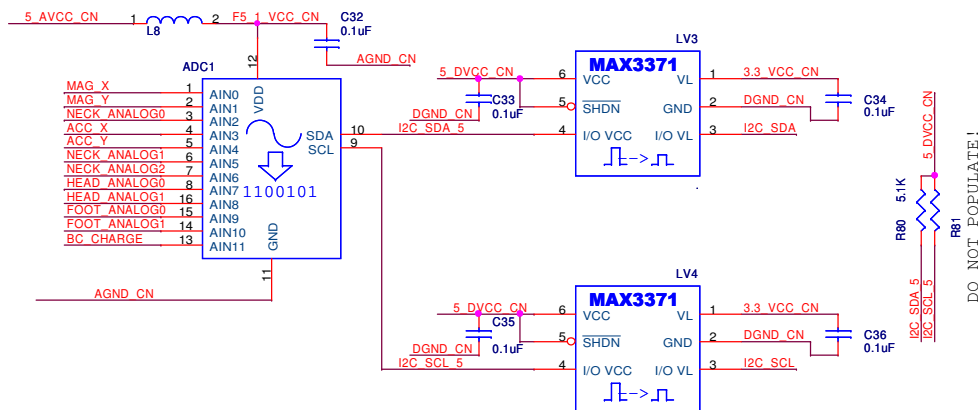 5_AVCC_CN 1 L8 2 F5_1_VCC_CN C32 0.1uF
AGND_CN
ADC1 12
MAG_X 1 AIN0 VDD
MAG_Y 2 AIN1
NECK_ANALOG0 3 AIN2
ACC_X 4 AIN3 SDA 10 I2C_SDA_5
ACC_Y 5 AIN4 SCL 9
NECK_ANALOG1 6 AIN5
NECK_ANALOG2 7 AIN6
HEAD_ANALOG0 8 AIN7 1100101
HEAD_ANALOG1 16 AIN8
FOOT_ANALOG0 15 AIN9
FOOT_ANALOG1 14 AIN10 GND
BC_CHARGE 13 AIN11
11
AGND_CN
LV3
MAX3371
5_DVCC_CN 6 VCC VL 1 3.3_VCC_CN
C33 0.1uF 5 SHDN GND 2 DGND_CN C34 0.1uF
DGND_CN
4 I/O VCC I/O VL 3 I2C_SDA
-->
LV4
MAX3371
5_DVCC_CN 6 VCC VL 1 3.3_VCC_CN
C35 0.1uF 5 SHDN GND 2 DGND_CN C36 0.1uF
DGND_CN
I2C_SCL_5 4 I/O VCC I/O VL 3 I2C_SCL
-->
5_DVCC_CN
R80 5.1K R81
I2C_SDA_5
I2C_SCL_5
DO NOT POPULATE!